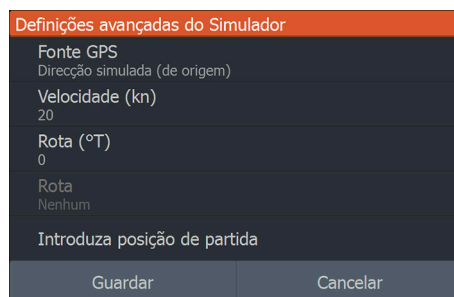 Definições avançadas do Simulador
Fonte GPS
Direcção simulada (de origem)
Velocidade (kn)
20
Rota (°T)
0
Rota
Nenhum
Introduza posição de partida
Guardar
Cancelar